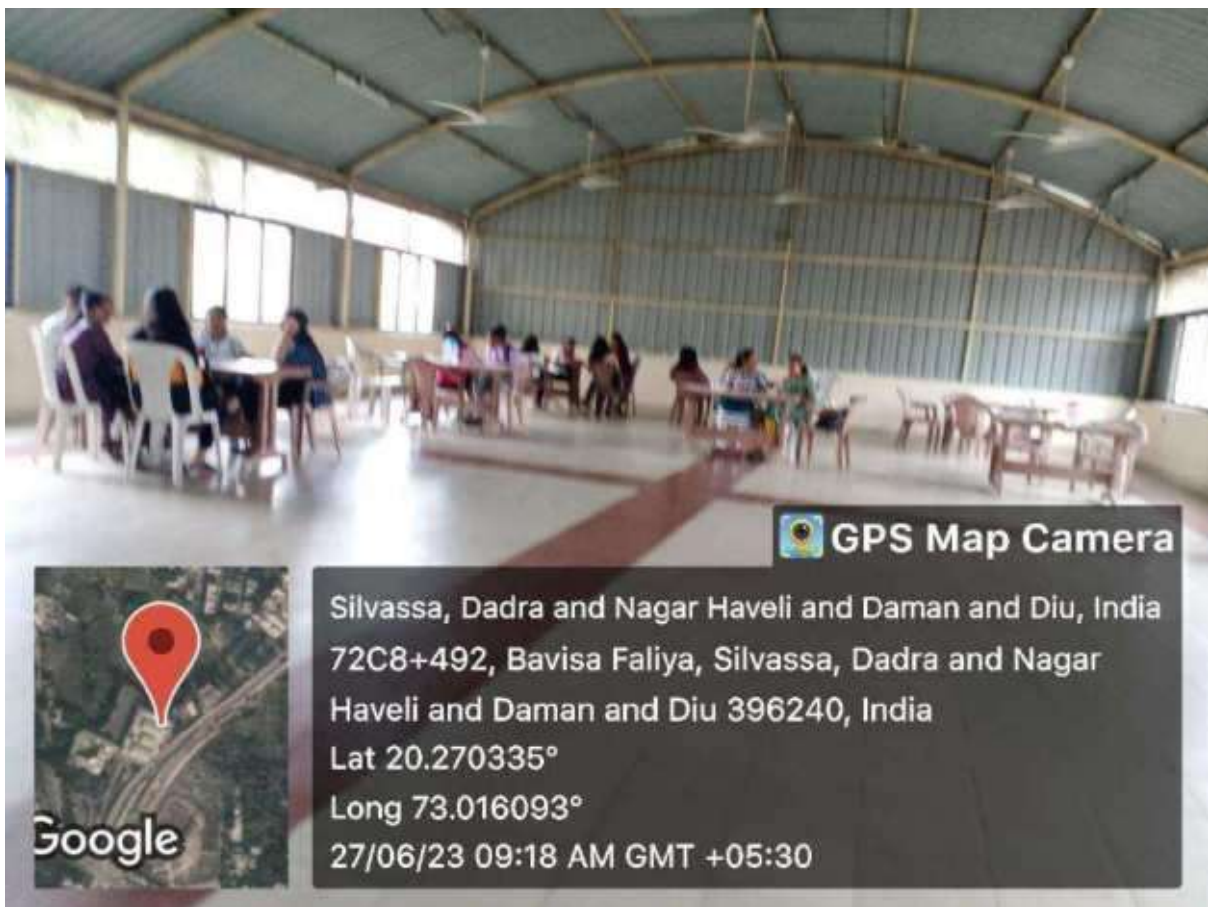 GPS Map Camera
Silvassa, Dadra and Nagar Haveli and Daman and Diu, India
72C8+492, Bavisa Faliya, Silvassa, Dadra and Nagar
Haveli and Daman and Diu 396240, India
Lat 20.270335°
Long 73.016093°
27/06/23 09:18 AM GMT +05:30
Google